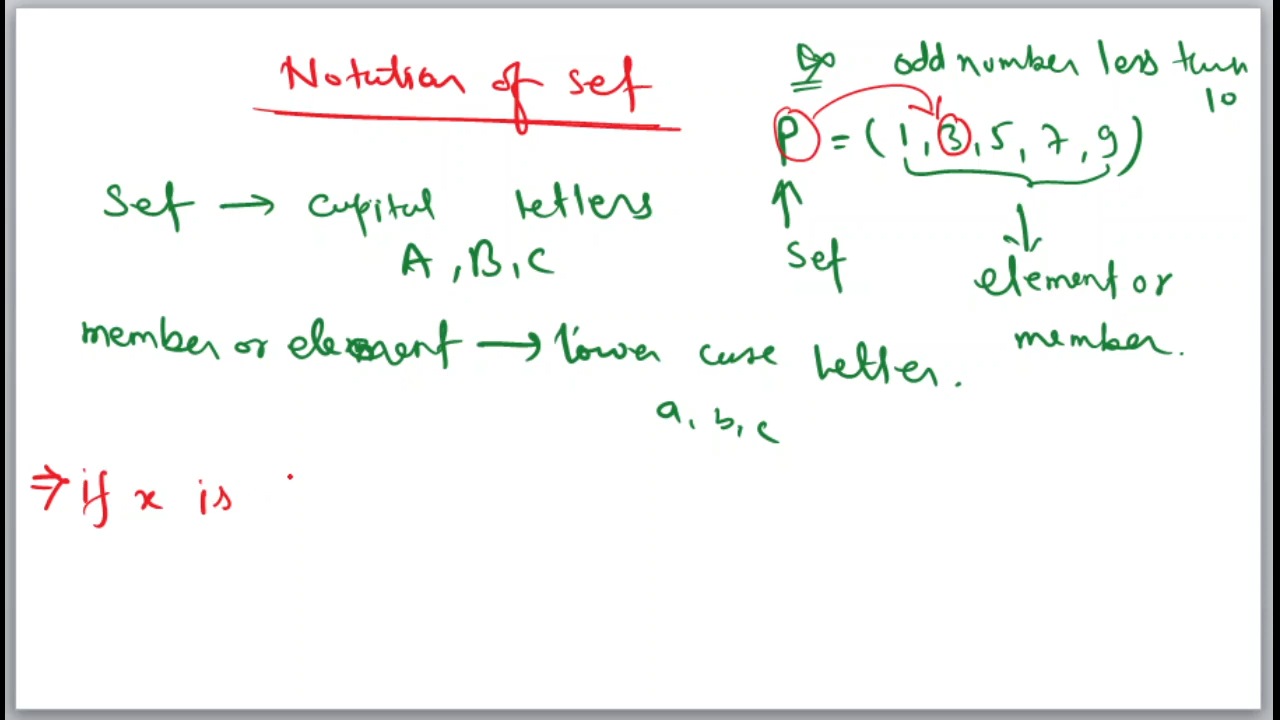 Notation of set
Set → capital letters
A, B, C
member or element → lower case letter.
a, b, c
⇒ if x is
odd number less than
10
P = (1, 3, 5, 7, 9)
set
element or
member.